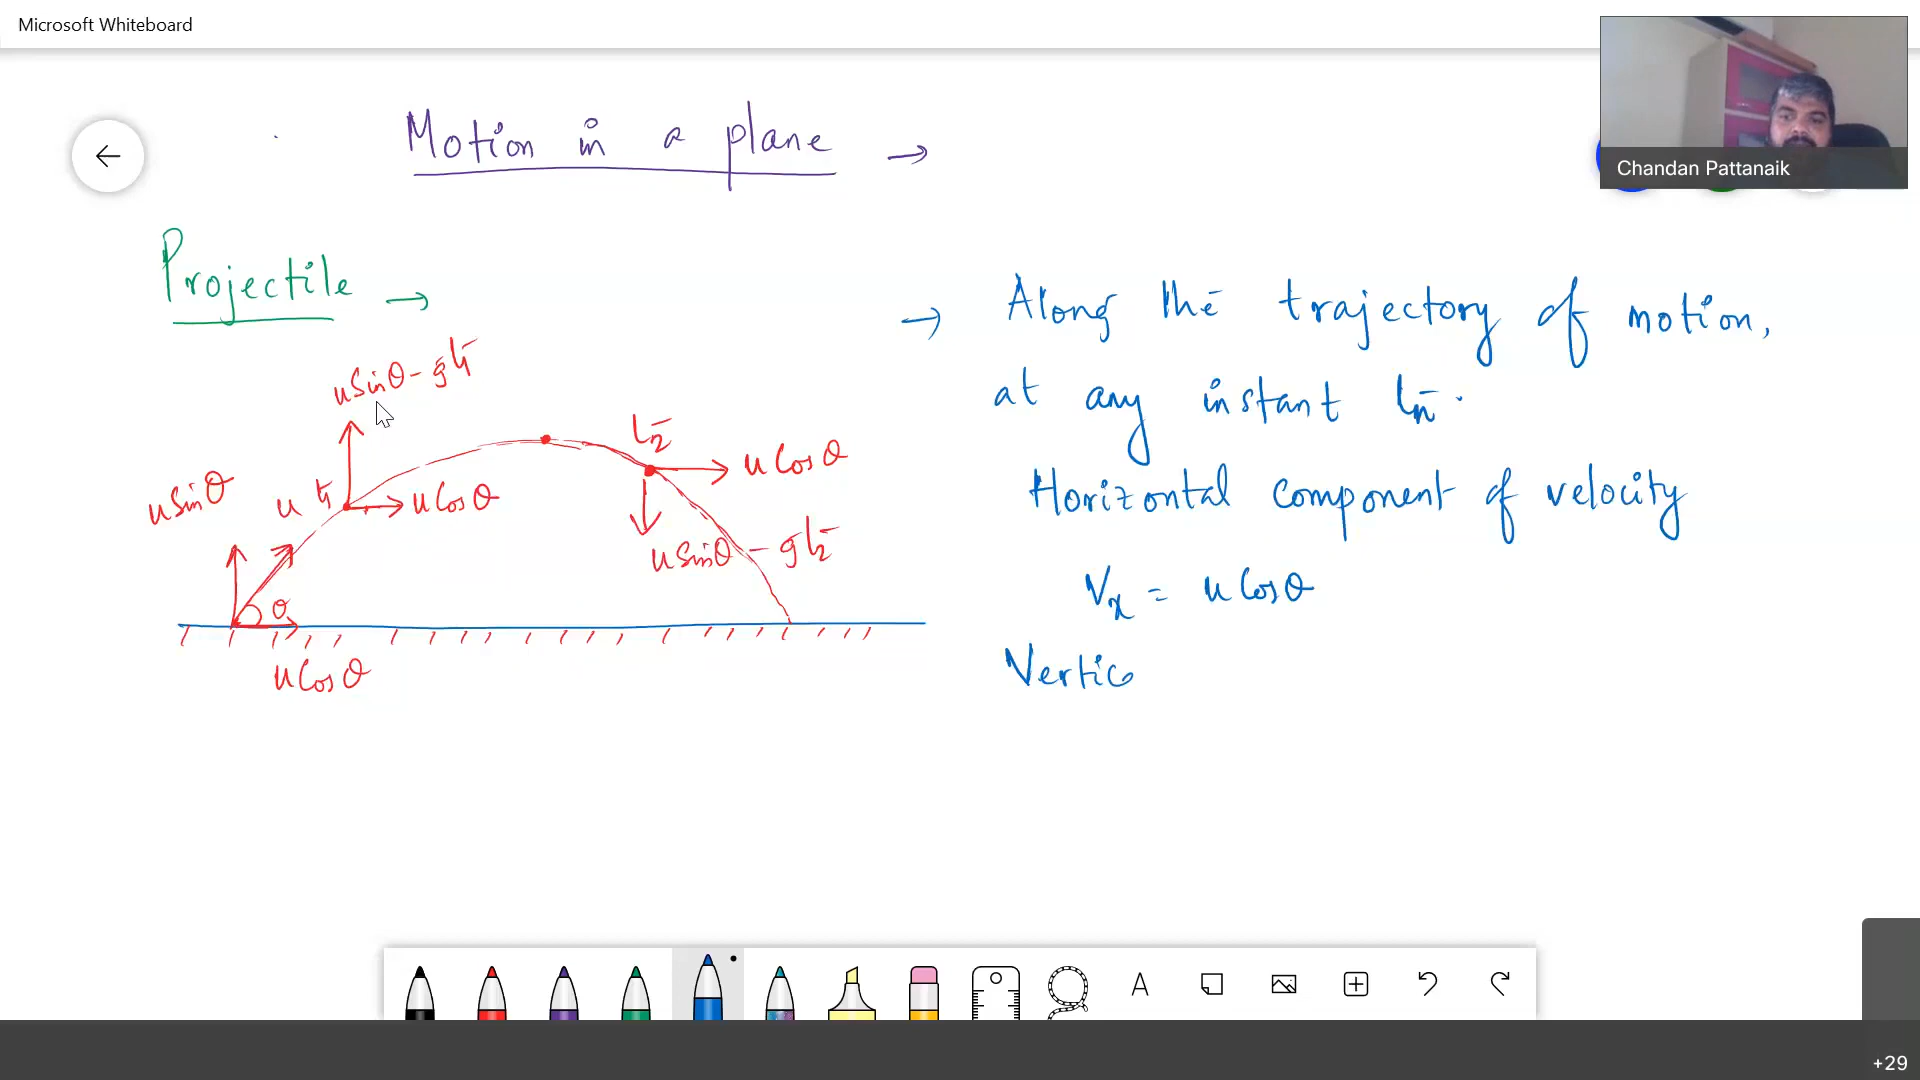 Microsoft Whiteboard
Chandan Pattanaik
Motion in a plane →
Projectile →
u sinθ - gt₁
u sinθ
u t₁
u cosθ
t₂
u cosθ
u sinθ - gt₂
θ
u cosθ
→ Along the trajectory of motion,
at any instant tₙ.
Horizontal component of velocity
Vx = u cosθ
Vertic
A
+29